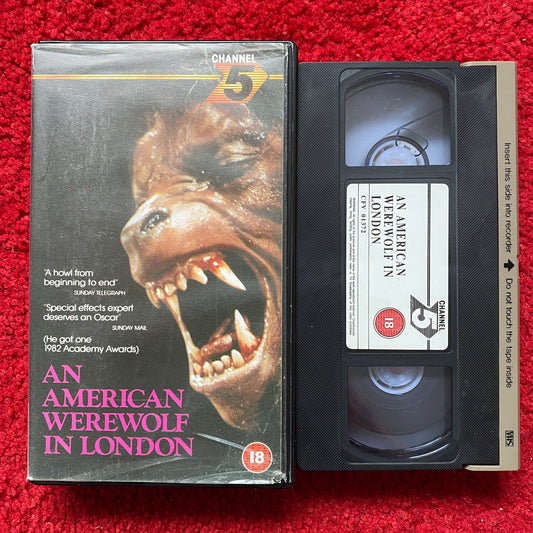 CHANNEL
5
'A howl from
beginning to end'
SUNDAY TELEGRAPH
'Special effects expert
deserves an Oscar'
SUNDAY MAIL
(He got one
1982 Academy Awards)
AN
AMERICAN
WEREWOLF
IN LONDON
18
AN AMERICAN
WEREWOLF IN
LONDON
CFV 01372
18
CHANNEL
5
Insert this side into recorder
Do not touch the tape inside
VHS